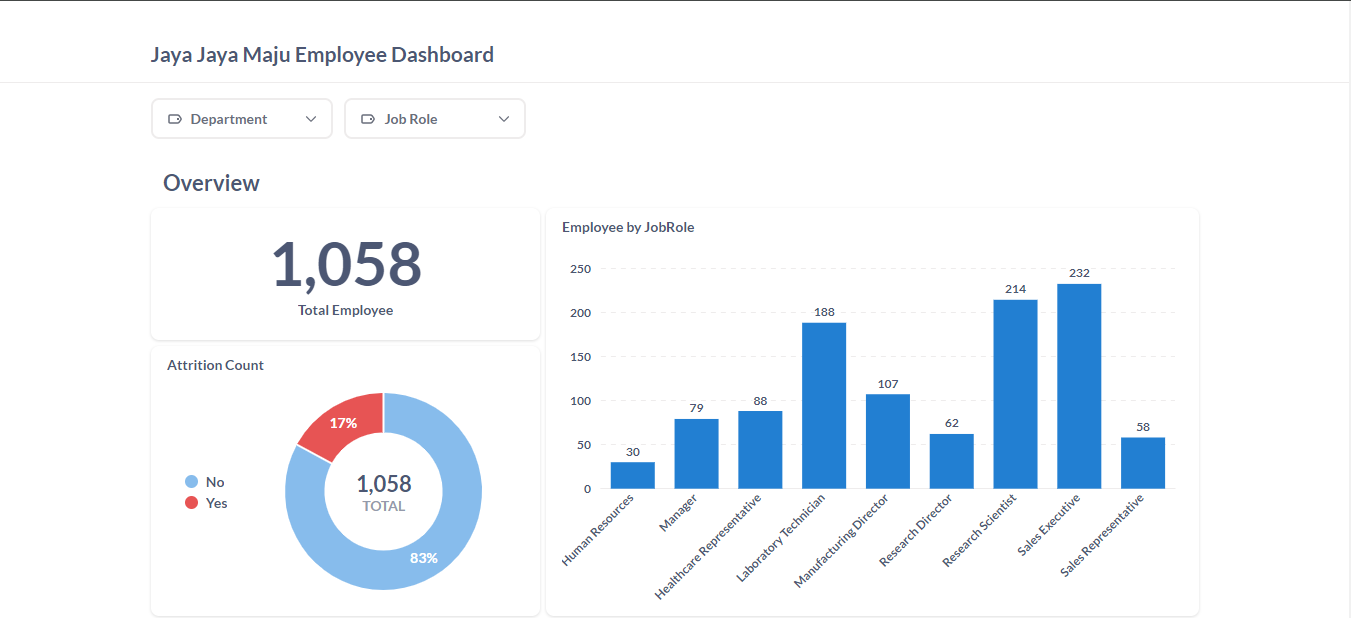 Jaya Jaya Maju Employee Dashboard
Department
Job Role
Overview
1,058
Total Employee
Attrition Count
No
Yes
17%
83%
1,058
TOTAL
Employee by JobRole
250
200
150
100
50
0
30
79
88
188
107
62
214
232
58
Human Resources
Manager
Healthcare Representative
Laboratory Technician
Manufacturing Director
Research Director
Research Scientist
Sales Executive
Sales Representative